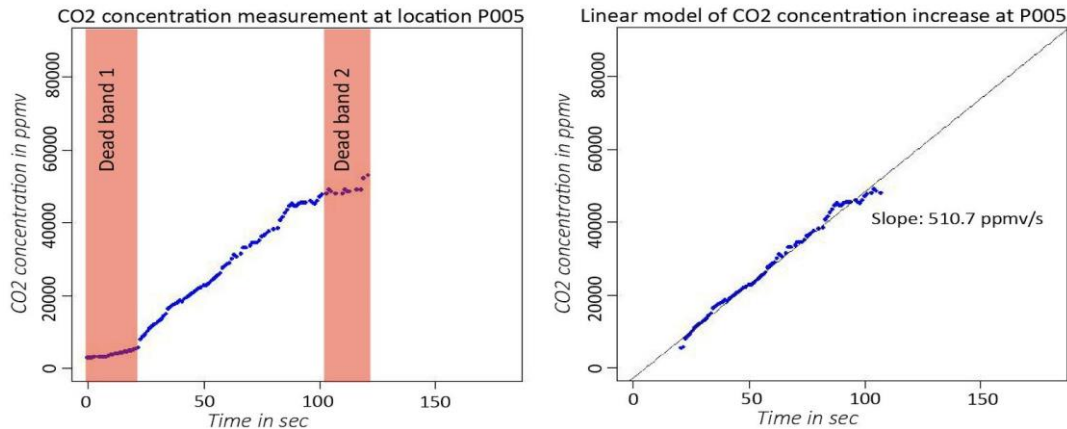 CO2 concentration measurement at location P005
CO2 concentration in ppmv
80000
60000
40000
20000
0
Dead band 1
Dead band 2
0 50 100 150
Time in sec
Linear model of CO2 concentration increase at P005
CO2 concentration in ppmv
80000
60000
40000
20000
0
Slope: 510.7 ppmv/s
0 50 100 150
Time in sec